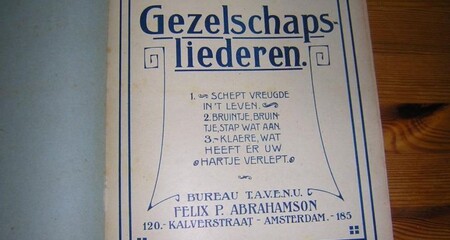 Gezelschaps-
liederen.
1. SCHEPT VREUGDE
IN'T LEVEN.
2. BRUINTJE, BRUIN-
TJE, STAP WAT AAN.
3.- KLAERE, WAT
HEEFT ER UW
HARTJE VERLEPT.
BUREAU T.A.V.E.N.U.
FELIX P. ABRAHAMSON
120.- KALVERSTRAAT - AMSTERDAM.- 185